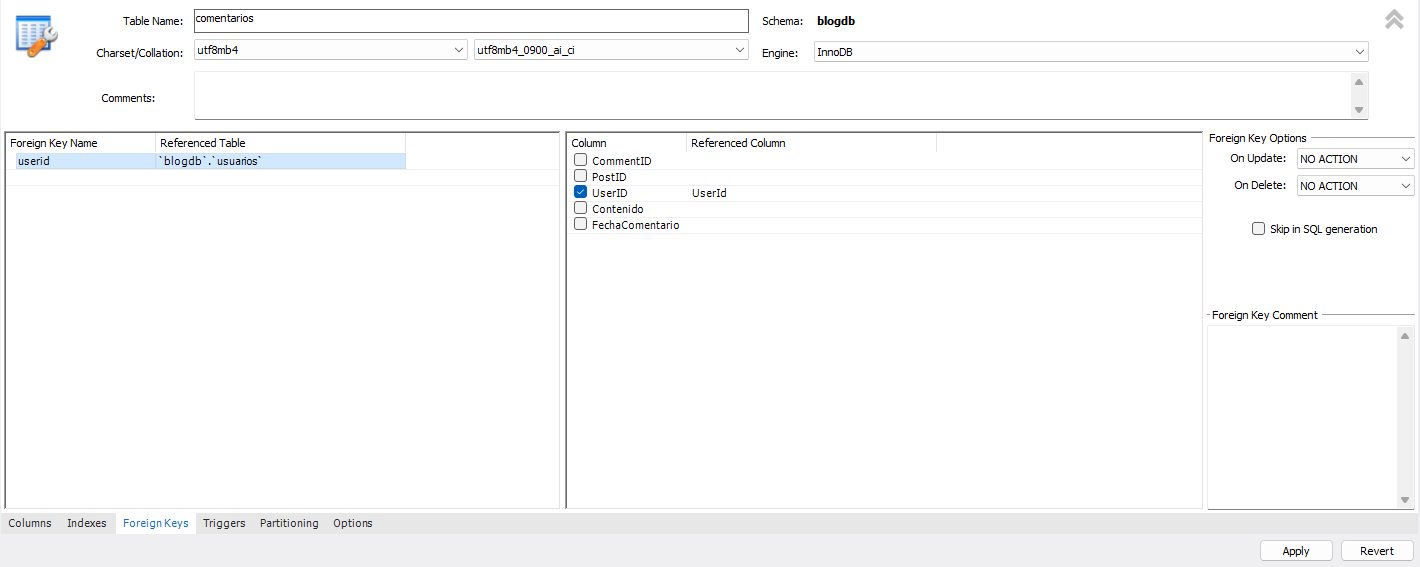 Table Name: comentarios Schema: blogdb
Charset/Collation: utf8mb4 utf8mb4_0900_ai_ci Engine: InnoDB
Comments:
Foreign Key Name Referenced Table
userid `blogdb`.`usuarios`
Column Referenced Column
CommentID
PostID
UserID UserId
Contenido
FechaComentario
Foreign Key Options
On Update: NO ACTION
On Delete: NO ACTION
Skip in SQL generation
Foreign Key Comment
Columns Indexes Foreign Keys Triggers Partitioning Options
Apply Revert